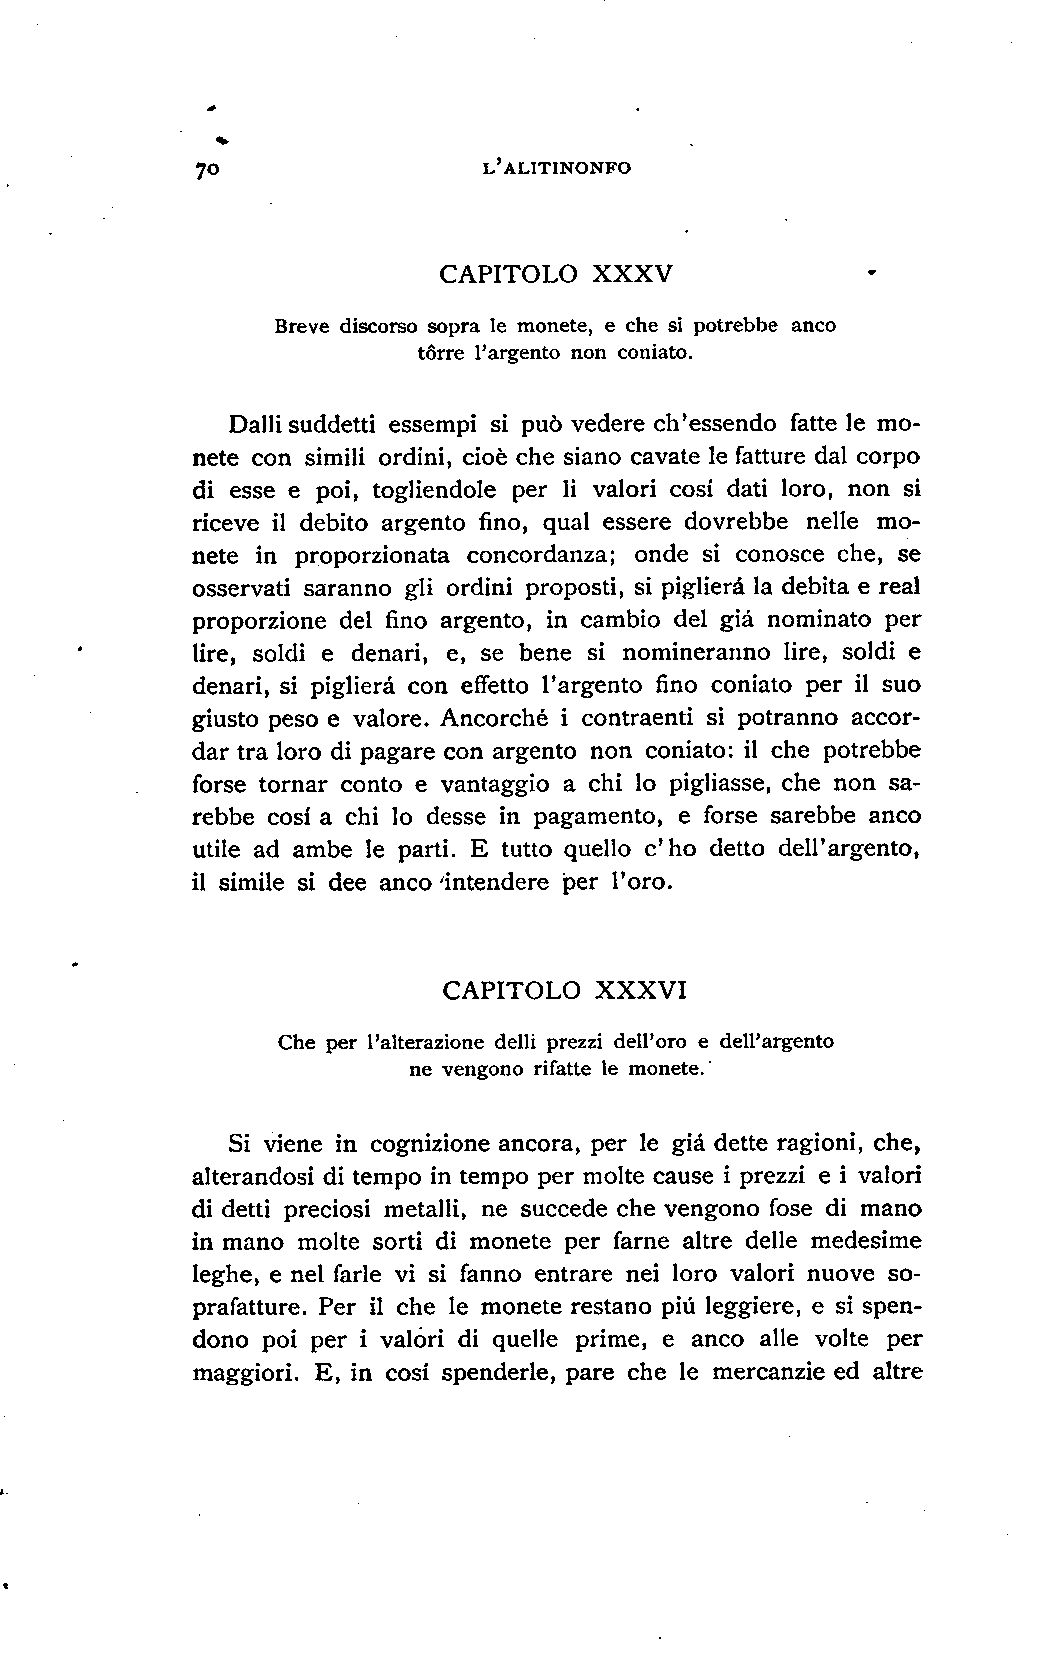 70 L'ALITINONFO
CAPITOLO XXXV
Breve discorso sopra le monete, e che si potrebbe anco
tôrre l'argento non coniato.
Dalli suddetti essempi si può vedere ch'essendo fatte le mo-
nete con simili ordini, cioè che siano cavate le fatture dal corpo
di esse e poi, togliendole per li valori cosí dati loro, non si
riceve il debito argento fino, qual essere dovrebbe nelle mo-
nete in proporzionata concordanza; onde si conosce che, se
osservati saranno gli ordini proposti, si piglierá la debita e real
proporzione del fino argento, in cambio del giá nominato per
lire, soldi e denari, e, se bene si nomineranno lire, soldi e
denari, si piglierá con effetto l'argento fino coniato per il suo
giusto peso e valore. Ancorché i contraenti si potranno accor-
dar tra loro di pagare con argento non coniato: il che potrebbe
forse tornar conto e vantaggio a chi lo pigliasse, che non sa-
rebbe cosí a chi lo desse in pagamento, e forse sarebbe anco
utile ad ambe le parti. E tutto quello c'ho detto dell'argento,
il simile si dee anco intendere per l'oro.
CAPITOLO XXXVI
Che per l'alterazione delli prezzi dell'oro e dell'argento
ne vengono rifatte le monete.
Si viene in cognizione ancora, per le giá dette ragioni, che,
alterandosi di tempo in tempo per molte cause i prezzi e i valori
di detti preciosi metalli, ne succede che vengono fose di mano
in mano molte sorti di monete per farne altre delle medesime
leghe, e nel farle vi si fanno entrare nei loro valori nuove so-
prafatture. Per il che le monete restano piú leggiere, e si spen-
dono poi per i valori di quelle prime, e anco alle volte per
maggiori. E, in cosí spenderle, pare che le mercanzie ed altre